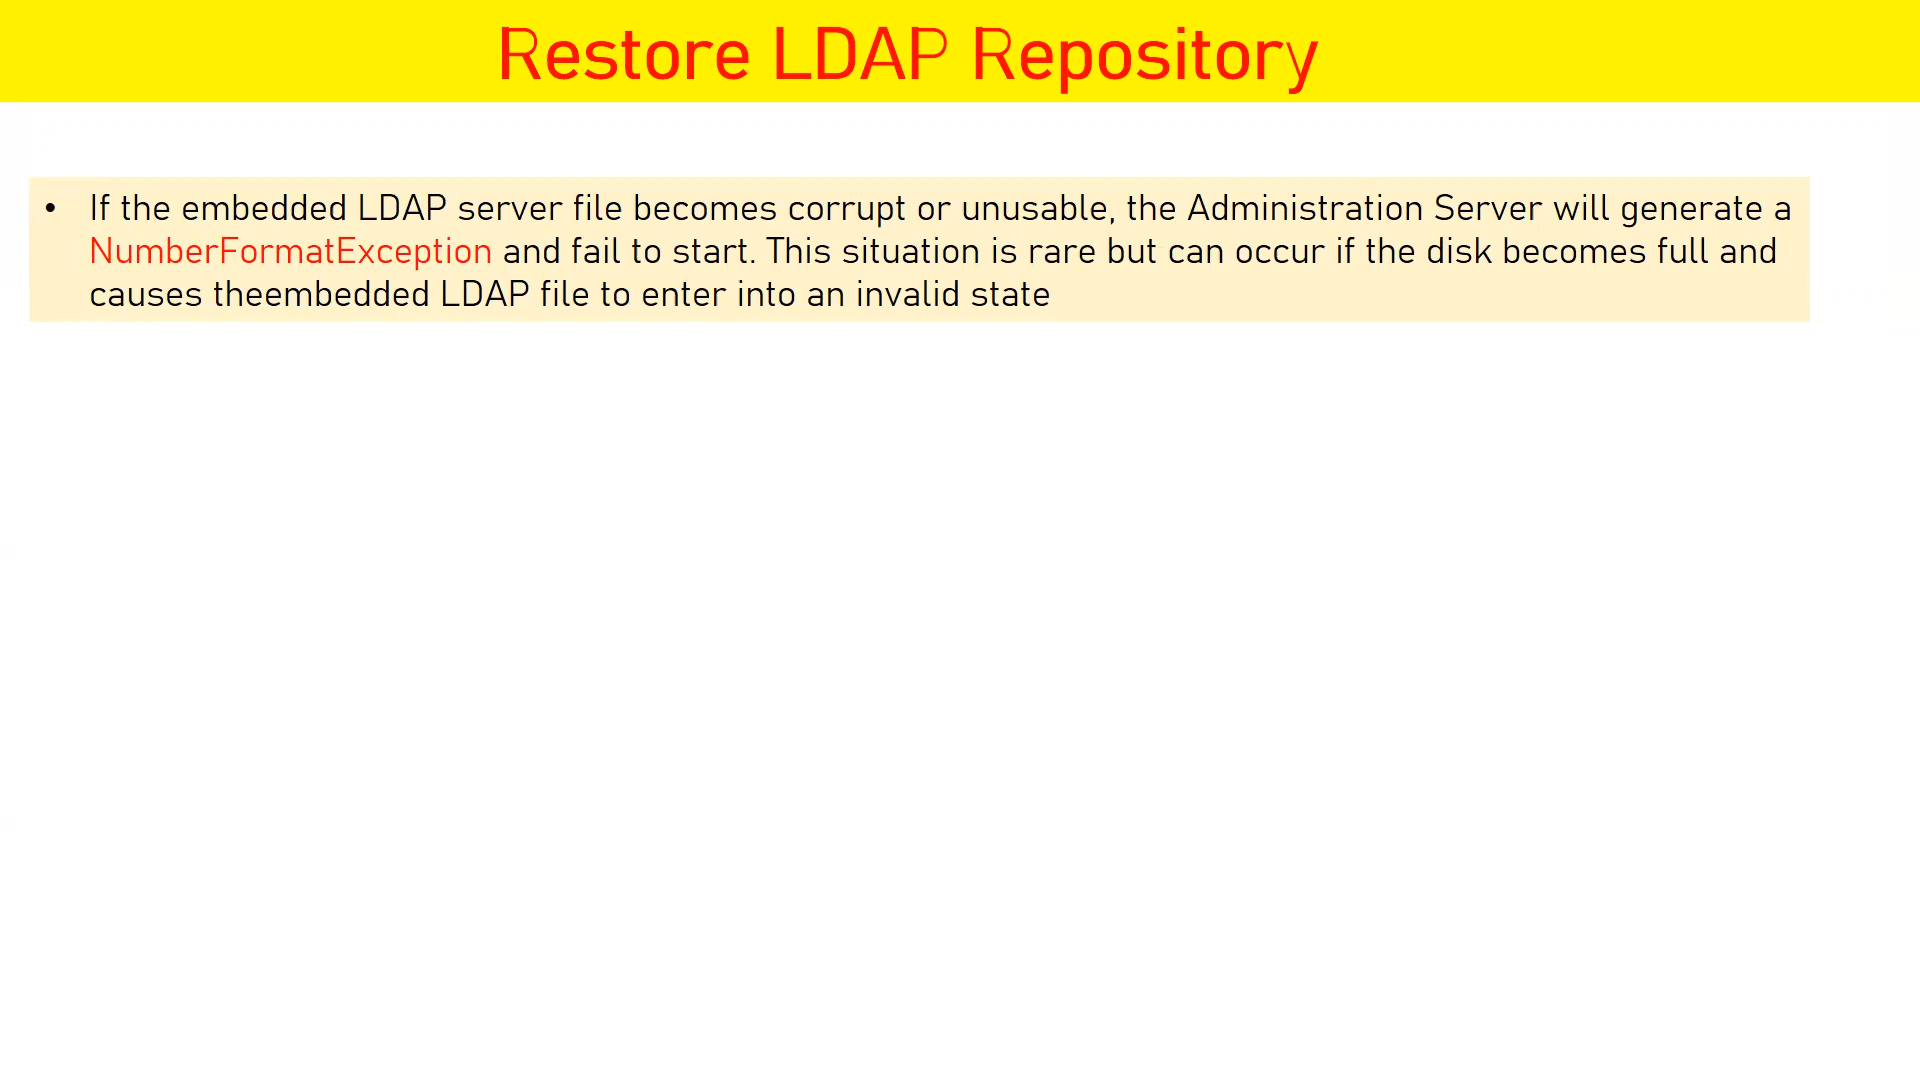 Restore LDAP Repository
• If the embedded LDAP server file becomes corrupt or unusable, the Administration Server will generate a
NumberFormatException and fail to start. This situation is rare but can occur if the disk becomes full and
causes theembedded LDAP file to enter into an invalid state